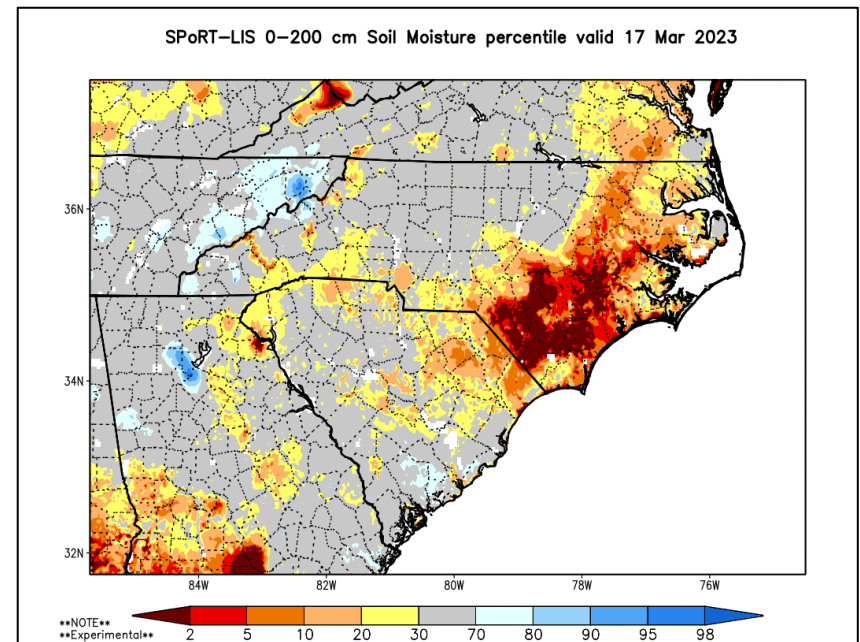 SPoRT-LIS 0-200 cm Soil Moisture percentile valid 17 Mar 2023
36N
34N
32N
84W 82W 80W 78W 76W
**NOTE**
**Experimental** 2 5 10 20 30 70 80 90 95 98